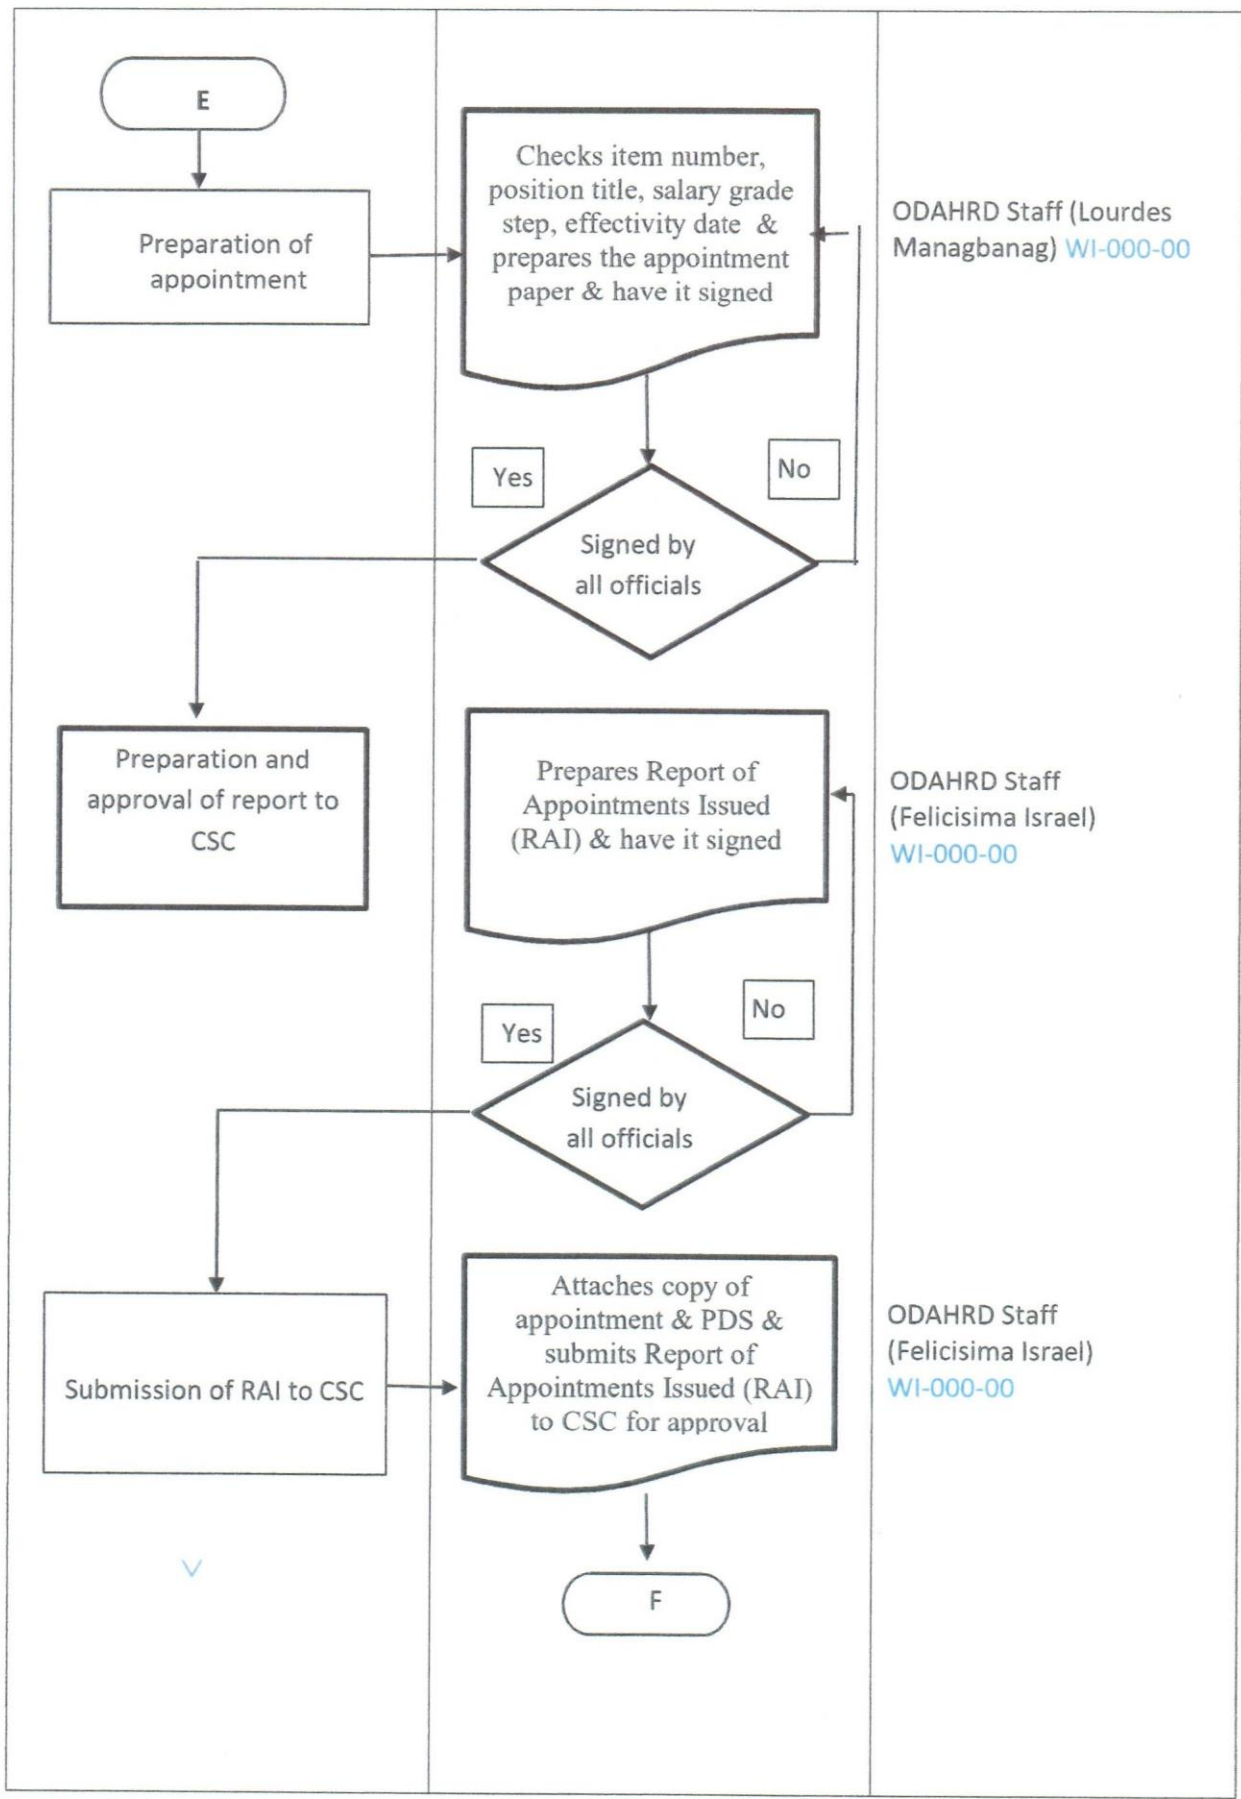 E
Preparation of
appointment
Checks item number,
position title, salary grade
step, effectivity date &
prepares the appointment
paper & have it signed
ODAHRD Staff (Lourdes
Managbanag) WI-000-00
Yes
No
Signed by
all officials
Preparation and
approval of report to
CSC
Prepares Report of
Appointments Issued
(RAI) & have it signed
ODAHRD Staff
(Felicisima Israel)
WI-000-00
Yes
No
Signed by
all officials
Submission of RAI to CSC
Attaches copy of
appointment & PDS &
submits Report of
Appointments Issued (RAI)
to CSC for approval
ODAHRD Staff
(Felicisima Israel)
WI-000-00
F